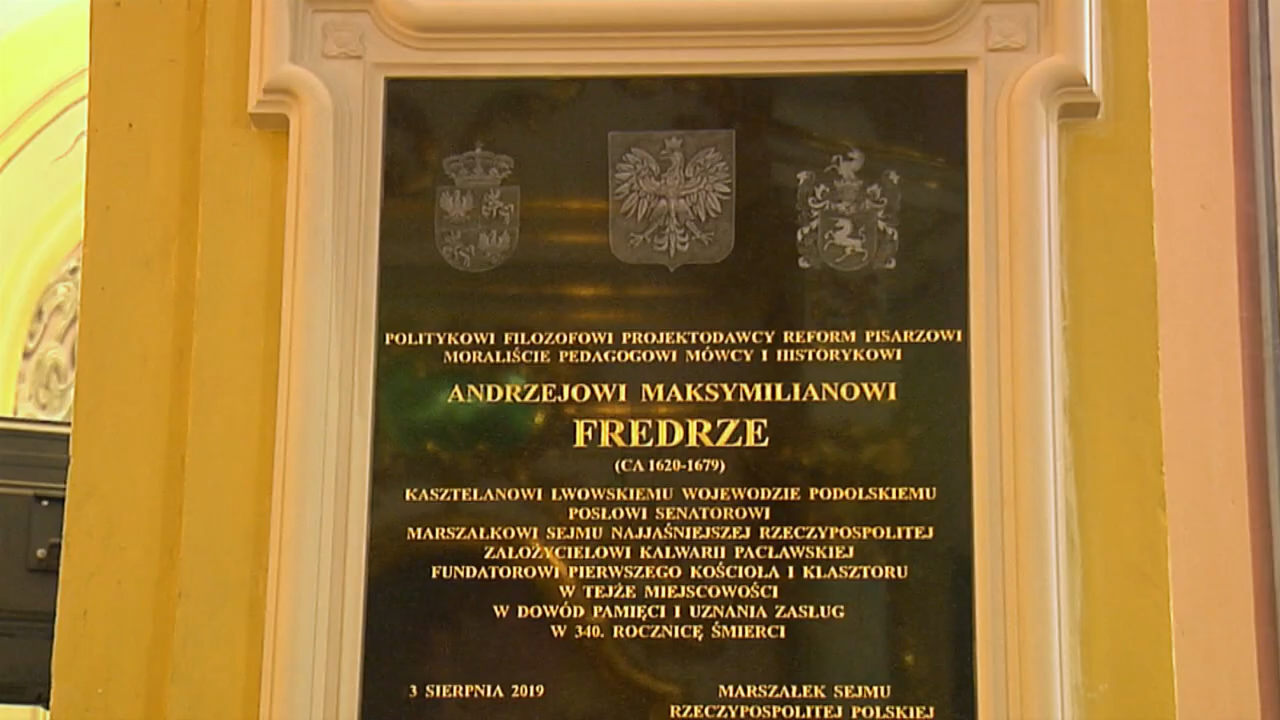 POLITYKOWI FILOZOFOWI PROJEKTODAWCY REFORM PISARZOWI
MORALIŚCIE PEDAGOGOWI MÓWCY I HISTORYKOWI
ANDRZEJOWI MAKSYMILIANOWI
FREDRZE
(CA 1620-1679)
KASZTELANOWI LWOWSKIEMU WOJEWODZIE PODOLSKIEMU
POSŁOWI SENATOROWI
MARSZAŁKOWI SEJMU NAJJAŚNIEJSZEJ RZECZYPOSPOLITEJ
ZAŁOŻYCIELOWI KALWARII PACŁAWSKIEJ
FUNDATOROWI PIERWSZEGO KOŚCIOŁA I KLASZTORU
W TEJŻE MIEJSCOWOŚCI
W DOWÓD PAMIĘCI I UZNANIA ZASŁUG
W 340. ROCZNICĘ ŚMIERCI
3 SIERPNIA 2019
MARSZAŁEK SEJMU
RZECZYPOSPOLITEJ POLSKIEJ